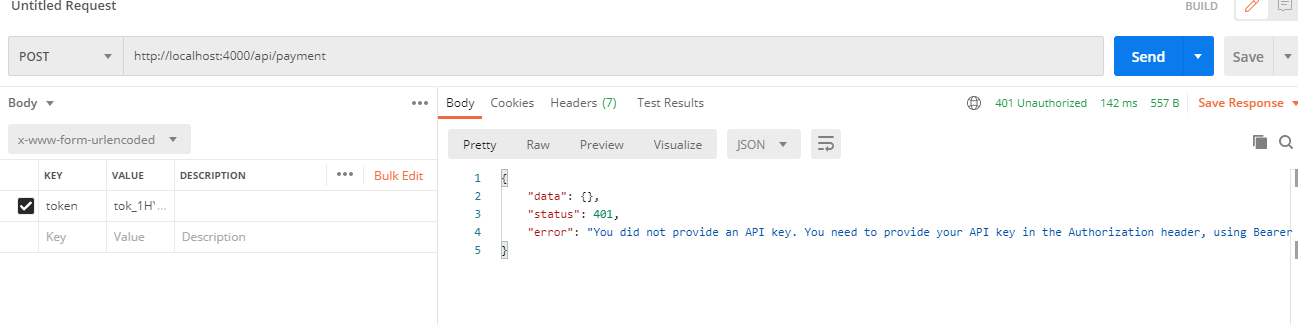 Untitled Request
BUILD
POST
http://localhost:4000/api/payment
Send
Save
Body
Body Cookies Headers (7) Test Results
401 Unauthorized 142 ms 557 B Save Response
x-www-form-urlencoded
Pretty Raw Preview Visualize JSON
KEY VALUE DESCRIPTION ••• Bulk Edit
token tok_1H'...
Key Value Description
1 {
2 "data": {},
3 "status": 401,
4 "error": "You did not provide an API key. You need to provide your API key in the Authorization header, using Bearer
5 }